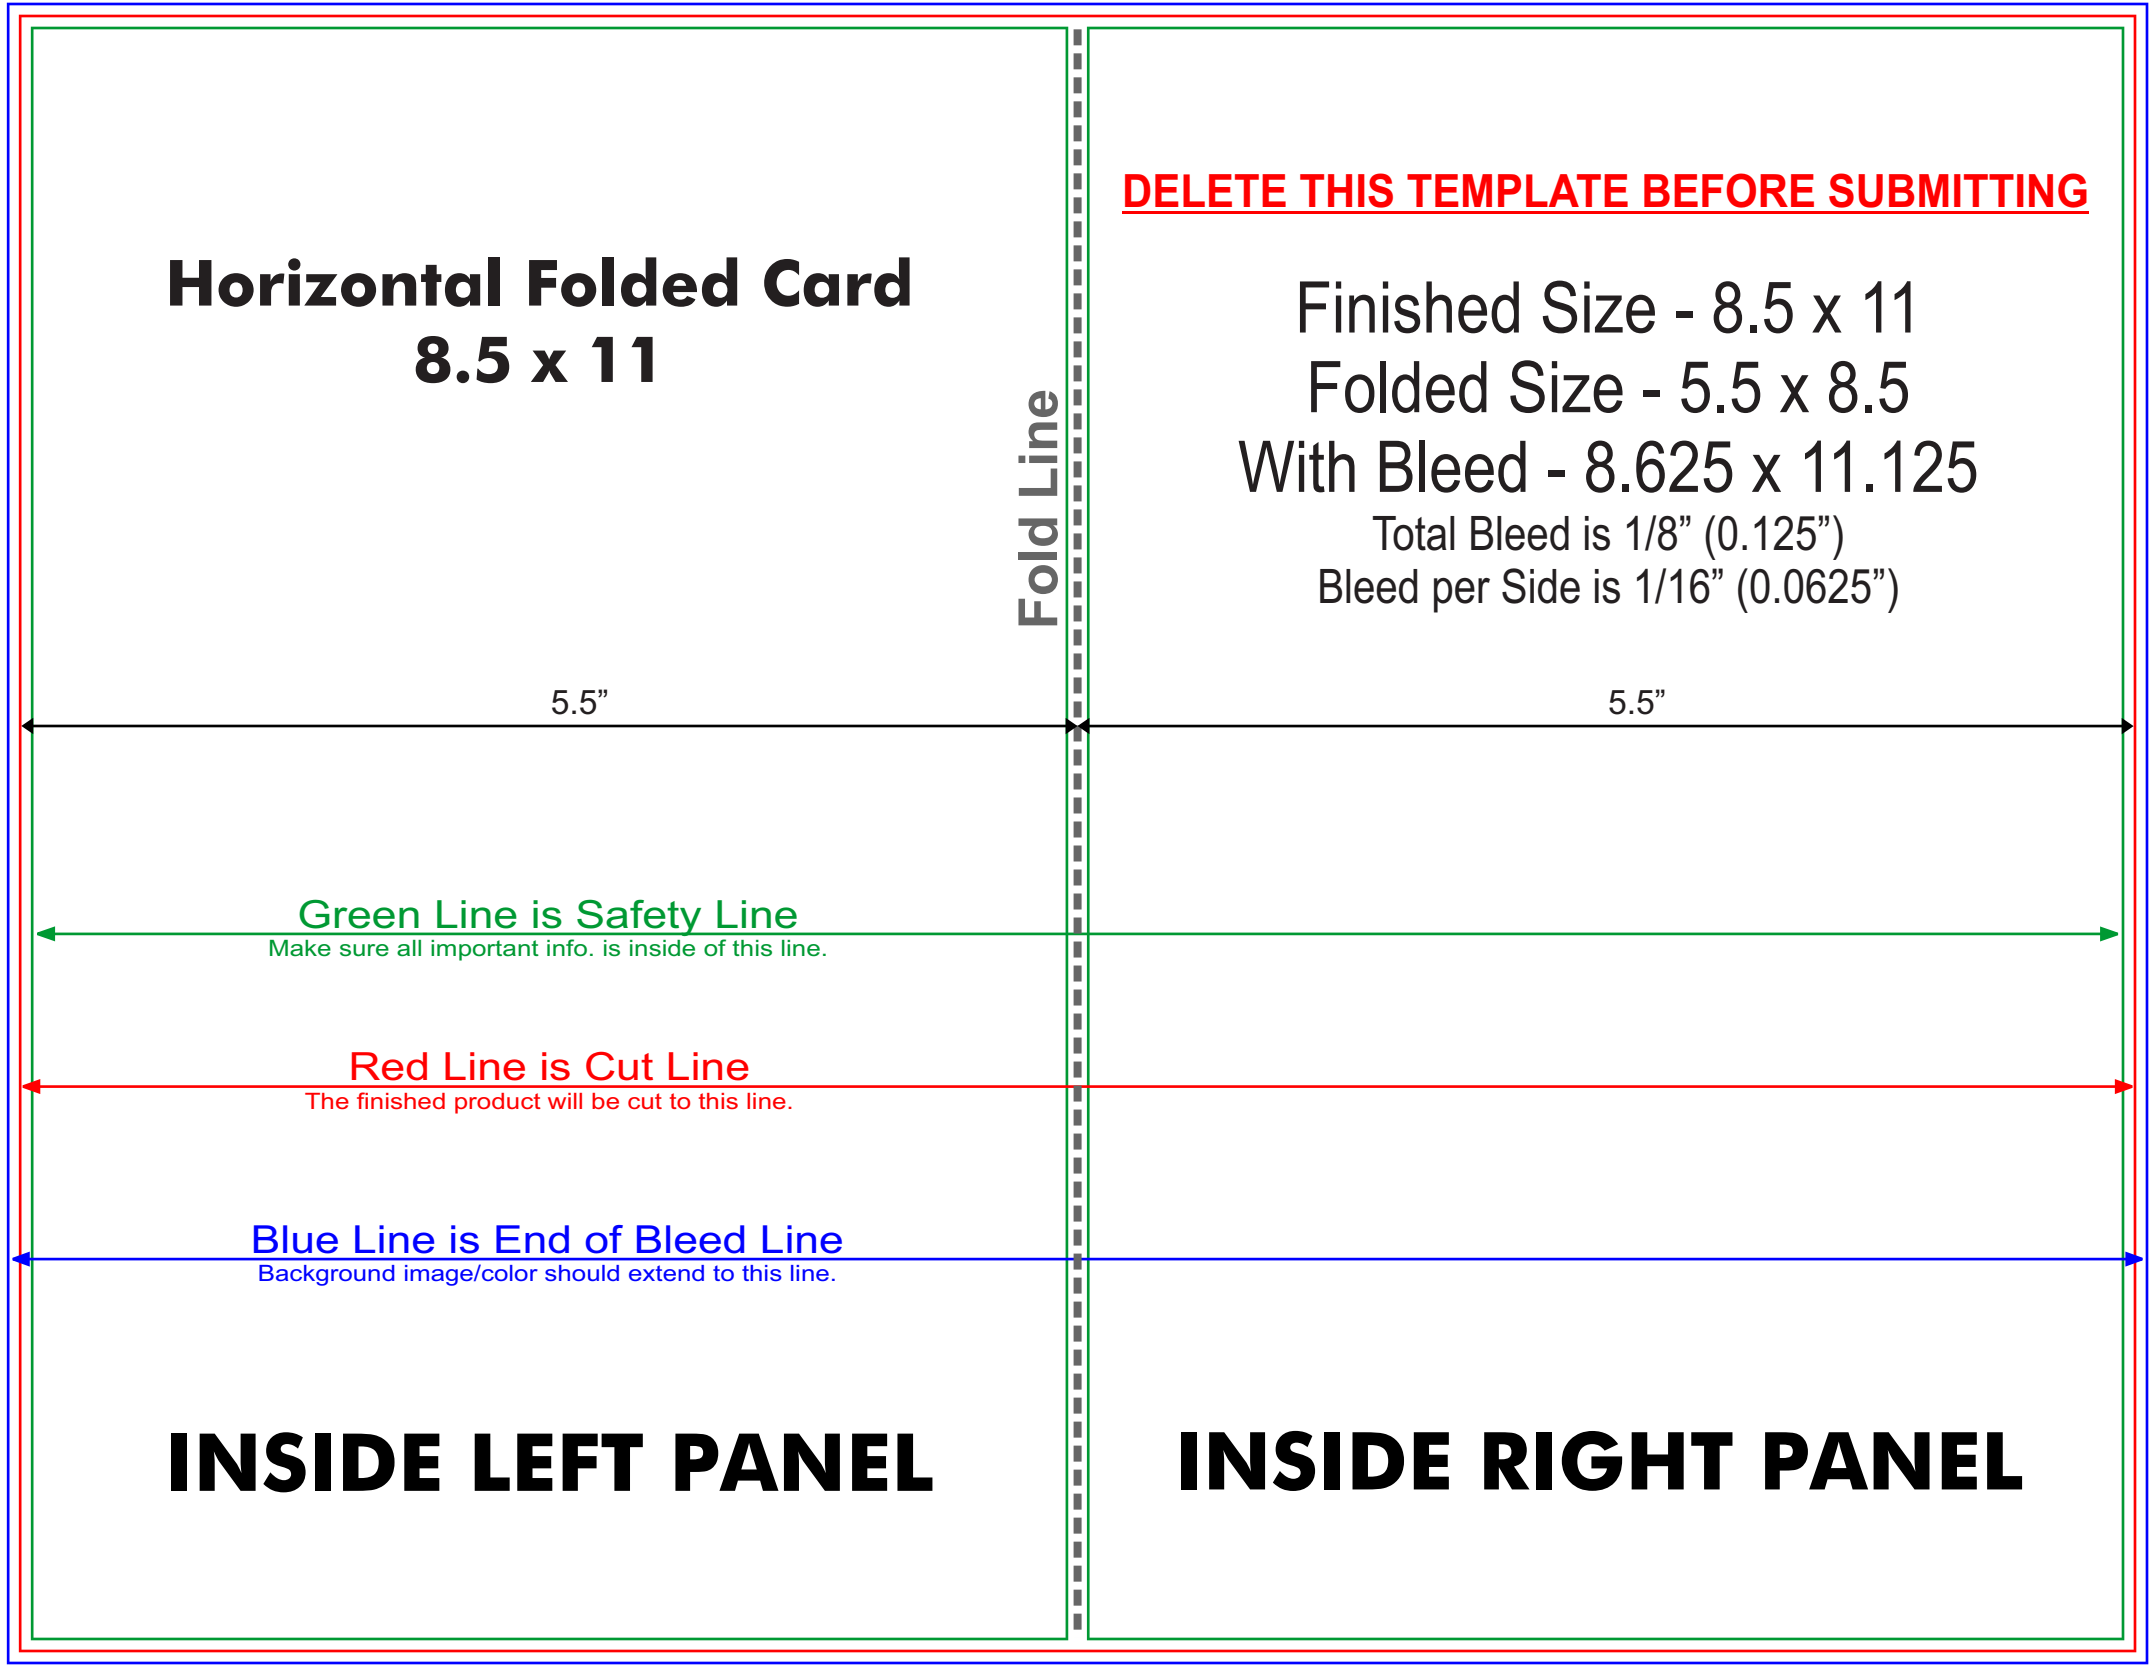 Horizontal Folded Card
8.5 x 11
Fold Line
5.5”
Green Line is Safety Line
Make sure all important info. is inside of this line.
Red Line is Cut Line
The finished product will be cut to this line.
Blue Line is End of Bleed Line
Background image/color should extend to this line.
INSIDE LEFT PANEL
DELETE THIS TEMPLATE BEFORE SUBMITTING
Finished Size - 8.5 x 11
Folded Size - 5.5 x 8.5
With Bleed - 8.625 x 11.125
Total Bleed is 1/8” (0.125”)
Bleed per Side is 1/16” (0.0625”)
5.5”
INSIDE RIGHT PANEL